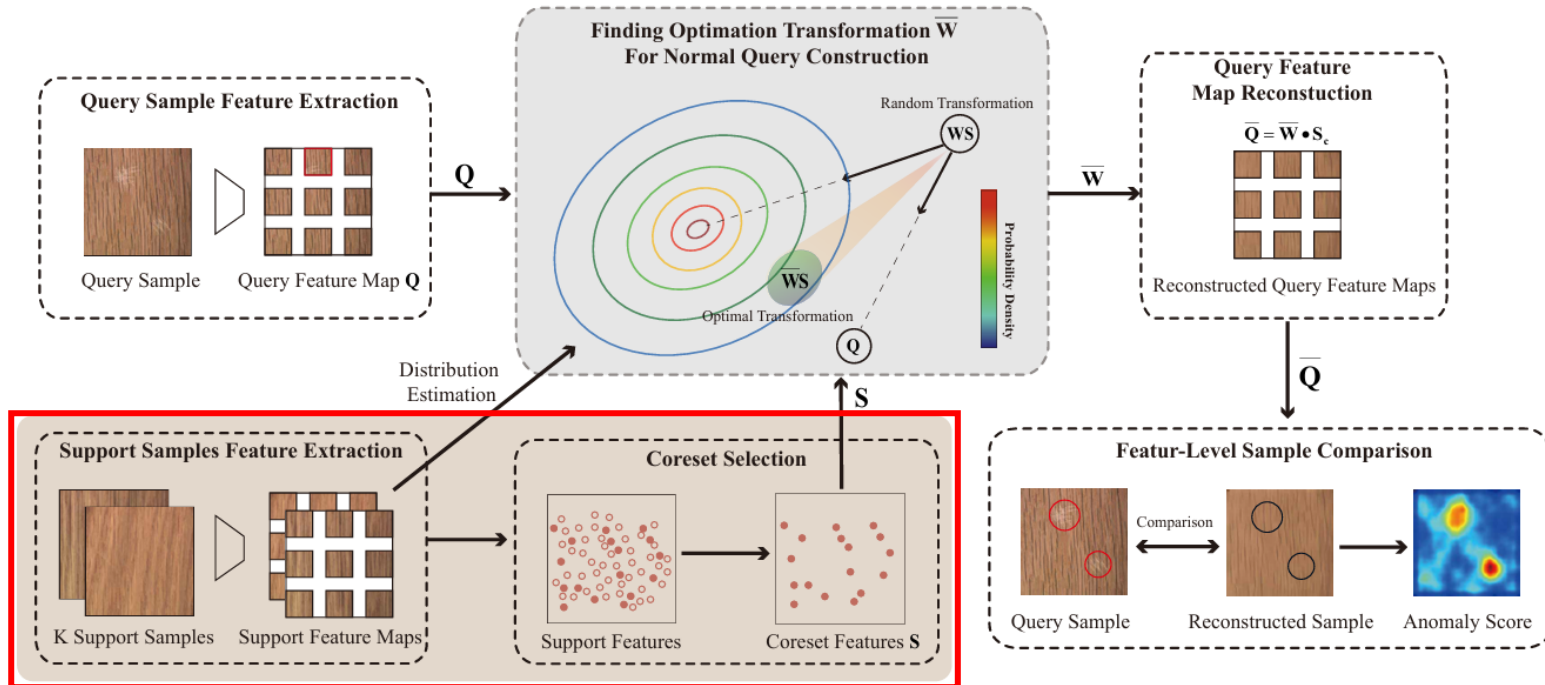 Finding Optimation Transformation W̅
For Normal Query Construction
Query Sample Feature Extraction
Query Sample
Query Feature Map Q
Q
Random Transformation
WS
W̅S
Optimal Transformation
Q
Probability Density
W̅
Query Feature
Map Reconstuction
Q̅ = W̅ • S_c
Reconstructed Query Feature Maps
Distribution
Estimation
S
Q̅
Support Samples Feature Extraction
K Support Samples
Support Feature Maps
Coreset Selection
Support Features
Coreset Features S
Featur-Level Sample Comparison
Comparison
Query Sample
Reconstructed Sample
Anomaly Score